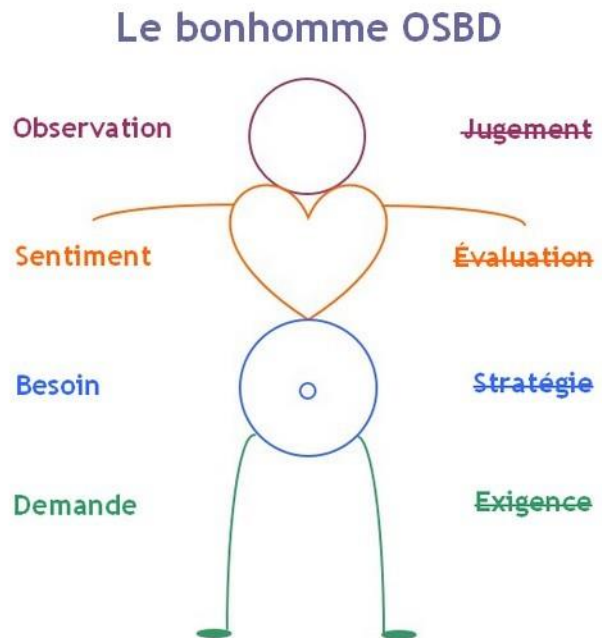 Le bonhomme OSBD
Observation Jugement
Sentiment Évaluation
Besoin Stratégie
Demande Exigence